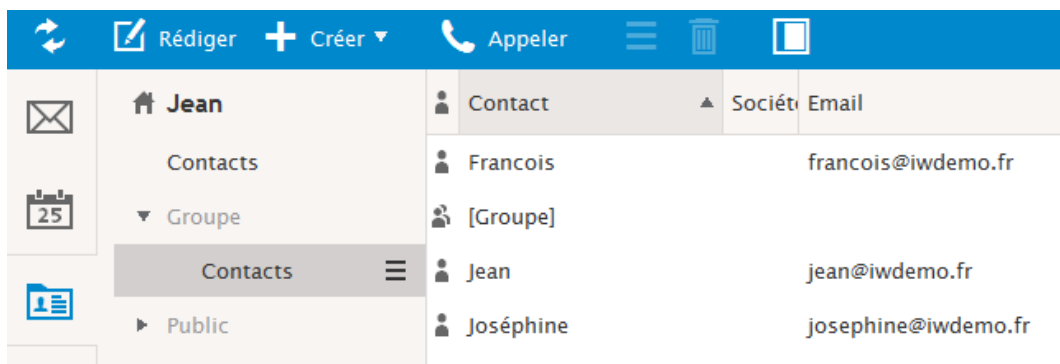 Rédiger Créer Appeler
Jean Contact Société Email
Contacts Francois francois@iwdemo.fr
25 Groupe [Groupe]
Contacts Jean jean@iwdemo.fr
Public Joséphine josephine@iwdemo.fr